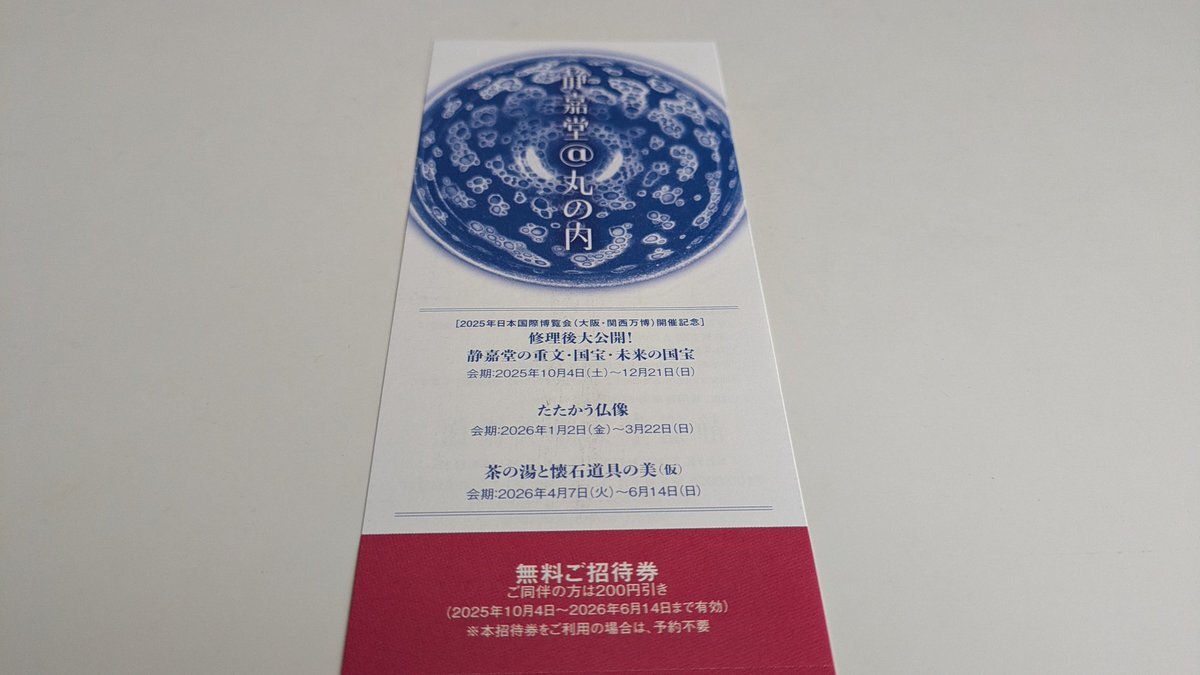 静嘉堂@丸の内
[2025年日本国際博覧会(大阪・関西万博)開催記念]
修理後大公開!
静嘉堂の重文・国宝・未来の国宝
会期:2025年10月4日(土)~12月21日(日)
たたかう仏像
会期:2026年1月2日(金)~3月22日(日)
茶の湯と懐石道具の美(仮)
会期:2026年4月7日(火)~6月14日(日)
無料ご招待券
ご同伴の方は200円引き
(2025年10月4日~2026年6月14日まで有効)
※本招待券をご利用の場合は、予約不要